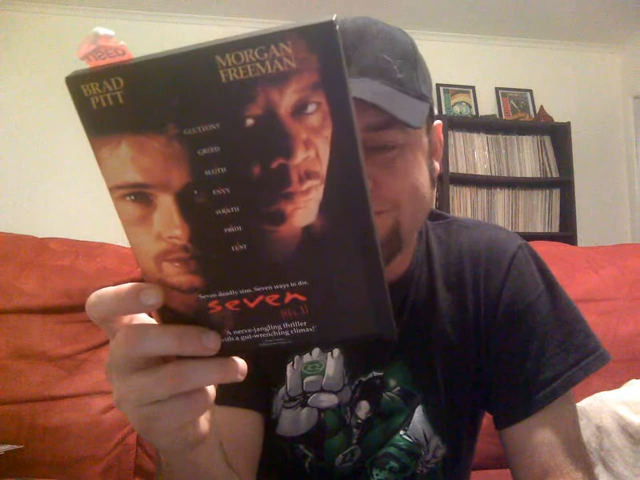 BRAD
PITT
MORGAN
FREEMAN
GLUTTONY
GREED
SLOTH
ENVY
WRATH
PRIDE
LUST
Seven deadly sins. Seven ways to die.
seven
'A nerve-jangling thriller
with a gut-wrenching climax!'